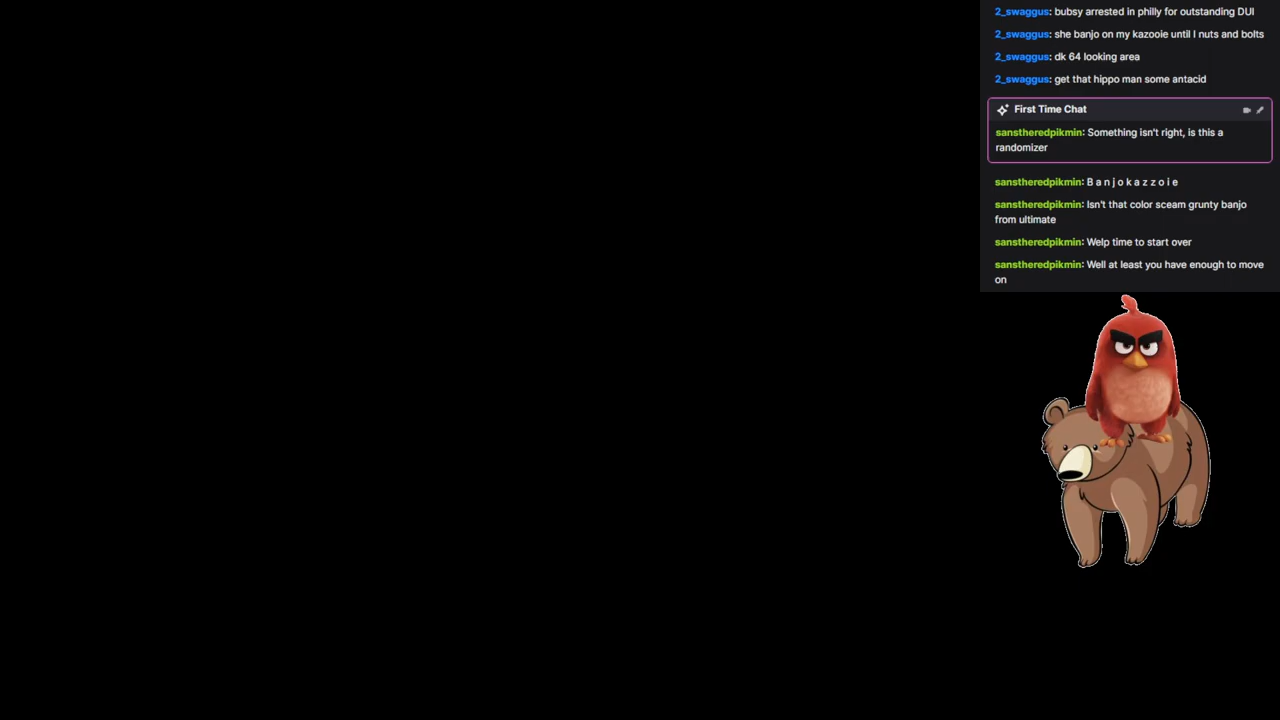 2_swaggus: bubsy arrested in philly for outstanding DUI
2_swaggus: she banjo on my kazooie until I nuts and bolts
2_swaggus: dk 64 looking area
2_swaggus: get that hippo man some antacid
First Time Chat
sanstheredpikmin: Something isn't right, is this a
randomizer
sanstheredpikmin: B a n j o k a z z o i e
sanstheredpikmin: Isn't that color sceam grunty banjo
from ultimate
sanstheredpikmin: Welp time to start over
sanstheredpikmin: Well at least you have enough to move
on